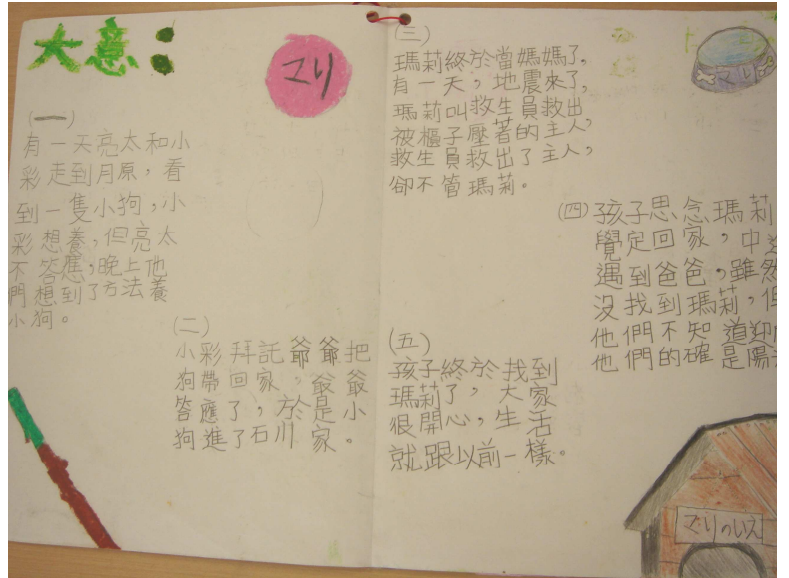 大意:
マリ
(一)
有一天亮太和小
彩走到月原，看
到一隻小狗，小
彩想養，但亮太
不答應，晚上他
們想到了方法養
小狗。
(二)
小彩拜託爺爺把
狗帶回家，爺爺
答應了，於是小
狗進了石川家。
(三)
瑪莉終於當媽媽了，
有一天，地震來了，
瑪莉叫救生員救出
被櫃子壓著的主人，
救生員救出了主人，
卻不管瑪莉。
マリ
(四)孩子思念瑪莉
覺定回家，中
遇到爸爸，雖然
沒找到瑪莉，但
他們不知道迎
他們的確是陽
(五)
孩子終於找到
瑪莉了，大家
很開心，生活
就跟以前一樣。
マリのいえ